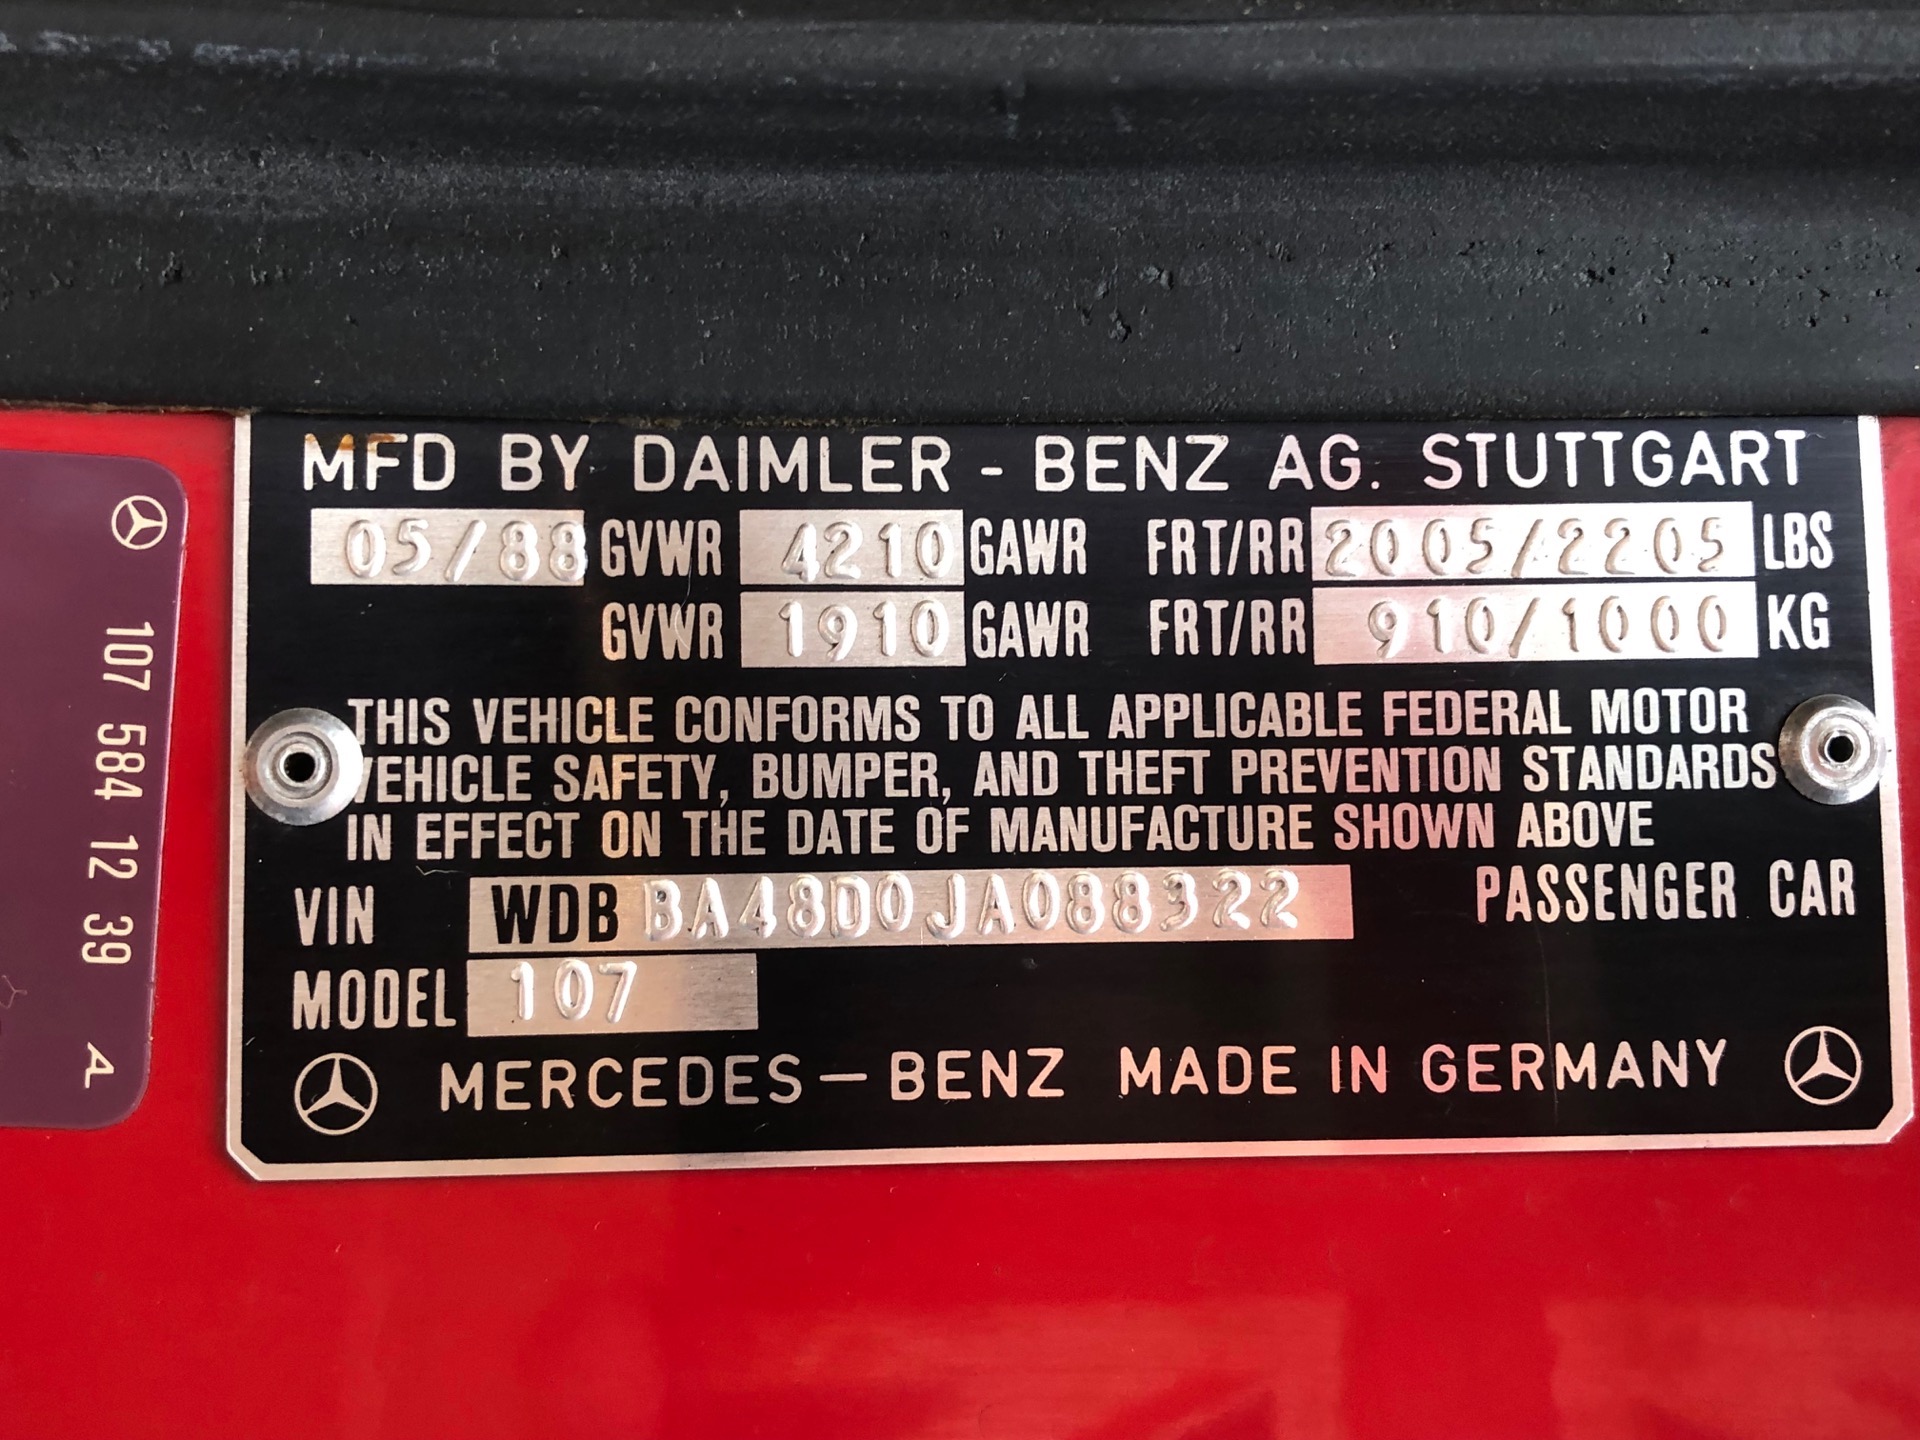 MFD BY DAIMLER - BENZ AG. STUTTGART
05/88 GVWR 4210 GAWR FRT/RR 2005/2205 LBS
GVWR 1910 GAWR FRT/RR 910/1000 KG
THIS VEHICLE CONFORMS TO ALL APPLICABLE FEDERAL MOTOR
VEHICLE SAFETY, BUMPER, AND THEFT PREVENTION STANDARDS
IN EFFECT ON THE DATE OF MANUFACTURE SHOWN ABOVE
VIN WDB BA48D0JA088322 PASSENGER CAR
MODEL 107
MERCEDES - BENZ MADE IN GERMANY
107 584 12 39 A